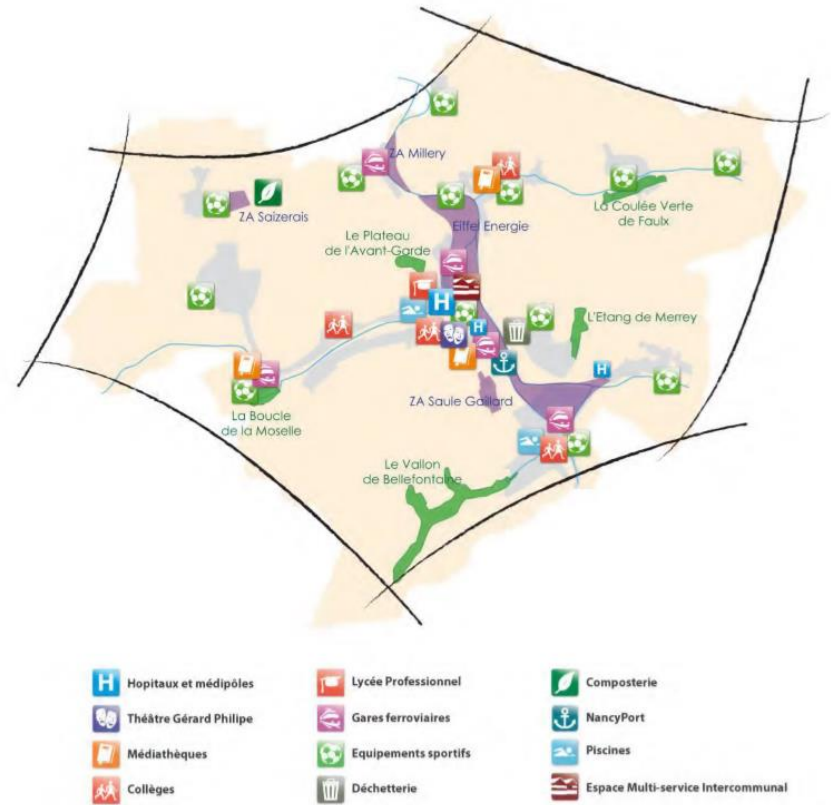 ZA Millery
ZA Saizerais
La Coulée Verte
de Faulx
Eiffel Energie
Le Plateau
de l'Avant-Garde
H
H
L'Etang de Merrey
H
ZA Saule Gaillard
La Boucle
de la Moselle
Le Vallon
de Bellefontaine
H Hopitaux et médipôles
Théâtre Gérard Philipe
Médiathèques
Collèges
Lycée Professionnel
Gares ferroviaires
Equipements sportifs
Déchetterie
Composterie
NancyPort
Piscines
Espace Multi-service Intercommunal